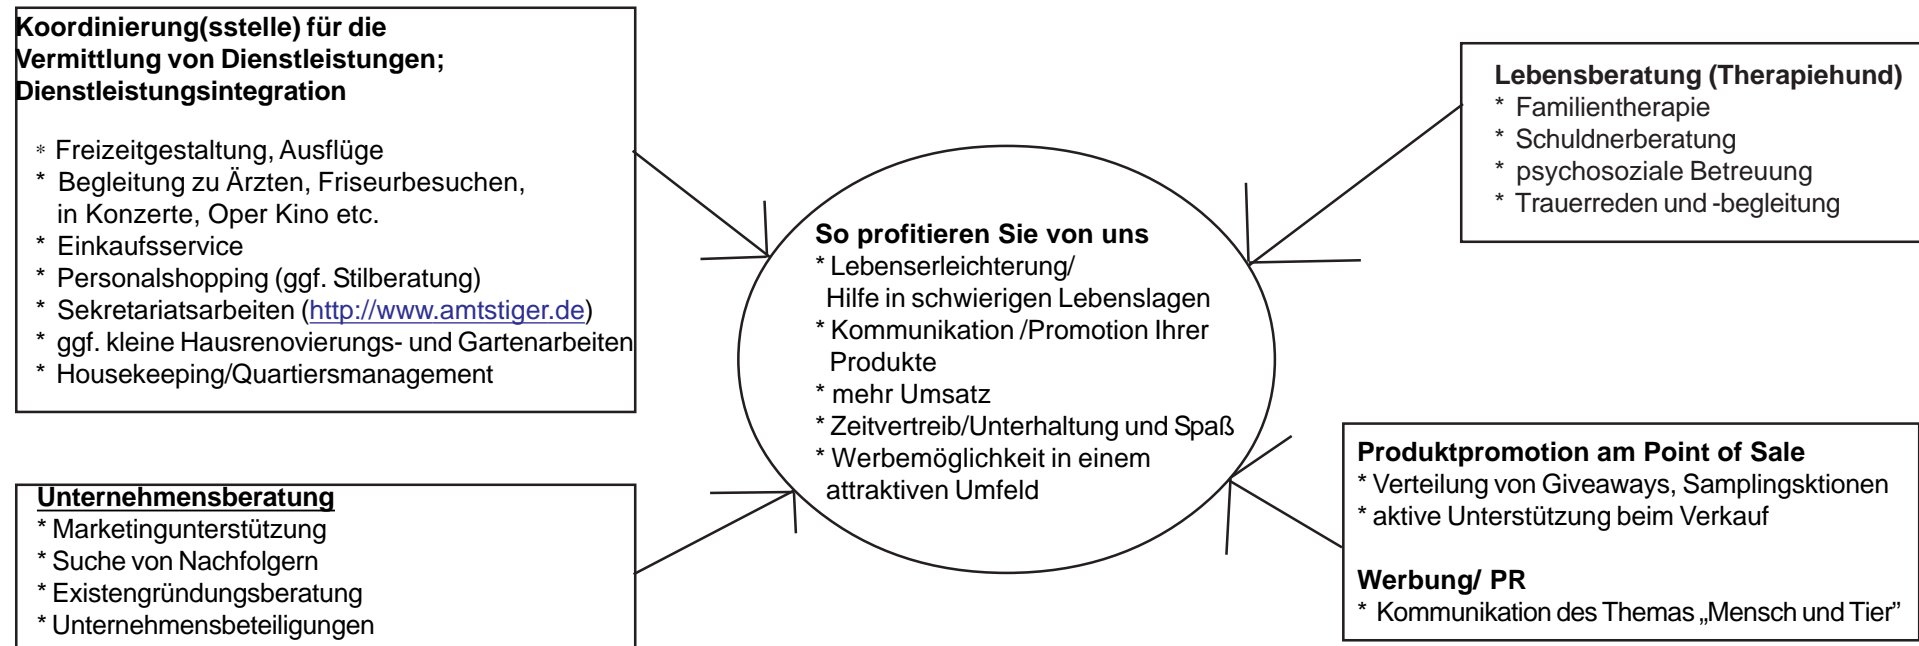 Koordinierung(sstelle) für die
Vermittlung von Dienstleistungen;
Dienstleistungsintegration
* Freizeitgestaltung, Ausflüge
* Begleitung zu Ärzten, Friseurbesuchen,
in Konzerte, Oper Kino etc.
* Einkaufsservice
* Personalshopping (ggf. Stilberatung)
* Sekretariatsarbeiten (http://www.amtstiger.de)
* ggf. kleine Hausrenovierungs- und Gartenarbeiten
* Housekeeping/Quartiersmanagement
Unternehmensberatung
* Marketingunterstützung
* Suche von Nachfolgern
* Existengründungsberatung
* Unternehmensbeteiligungen
So profitieren Sie von uns
* Lebenserleichterung/
Hilfe in schwierigen Lebenslagen
* Kommunikation /Promotion Ihrer
Produkte
* mehr Umsatz
* Zeitvertreib/Unterhaltung und Spaß
* Werbemöglichkeit in einem
attraktiven Umfeld
Lebensberatung (Therapiehund)
* Familientherapie
* Schuldnerberatung
* psychosoziale Betreuung
* Trauerreden und -begleitung
Produktpromotion am Point of Sale
* Verteilung von Giveaways, Samplingsktionen
* aktive Unterstützung beim Verkauf
Werbung/ PR
* Kommunikation des Themas „Mensch und Tier”